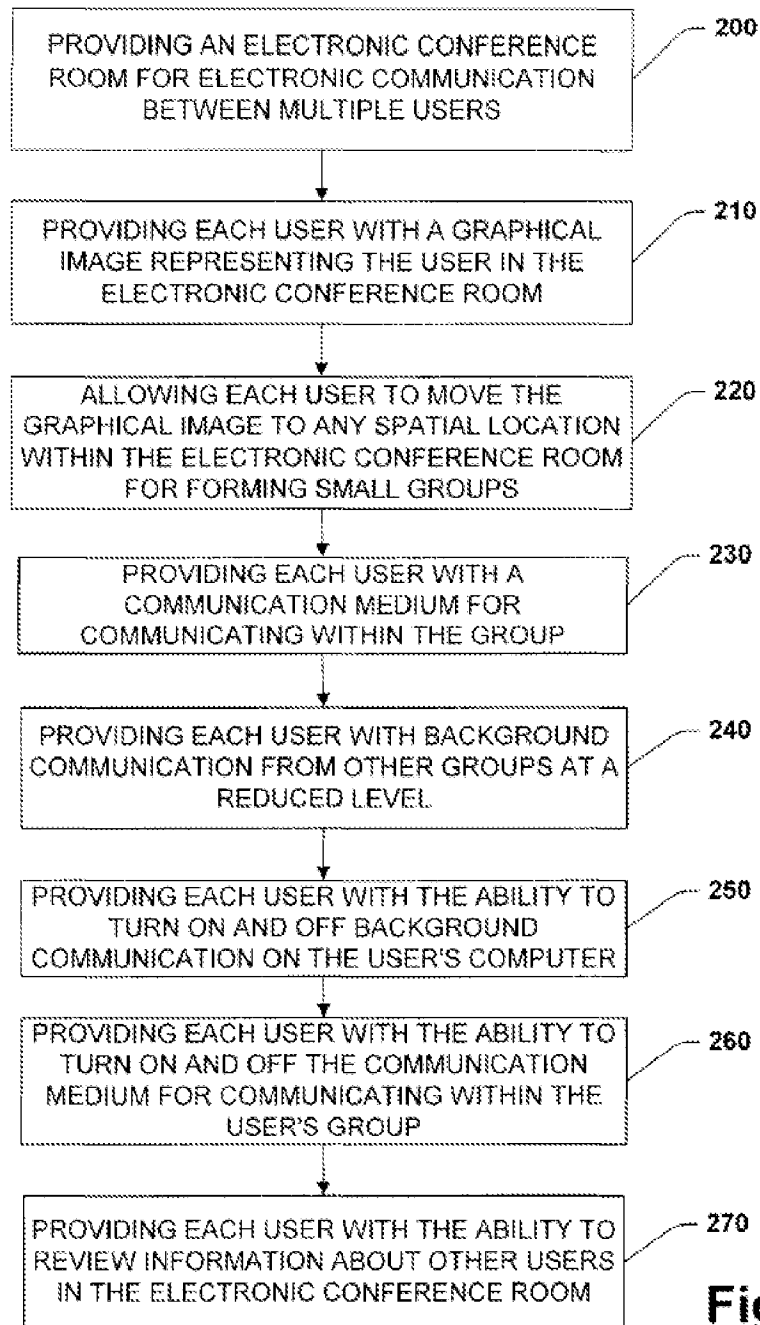 PROVIDING AN ELECTRONIC CONFERENCE
ROOM FOR ELECTRONIC COMMUNICATION
BETWEEN MULTIPLE USERS
200
PROVIDING EACH USER WITH A GRAPHICAL
IMAGE REPRESENTING THE USER IN THE
ELECTRONIC CONFERENCE ROOM
210
ALLOWING EACH USER TO MOVE THE
GRAPHICAL IMAGE TO ANY SPATIAL LOCATION
WITHIN THE ELECTRONIC CONFERENCE ROOM
FOR FORMING SMALL GROUPS
220
PROVIDING EACH USER WITH A
COMMUNICATION MEDIUM FOR
COMMUNICATING WITHIN THE GROUP
230
PROVIDING EACH USER WITH BACKGROUND
COMMUNICATION FROM OTHER GROUPS AT A
REDUCED LEVEL
240
PROVIDING EACH USER WITH THE ABILITY TO
TURN ON AND OFF BACKGROUND
COMMUNICATION ON THE USER'S COMPUTER
250
PROVIDING EACH USER WITH THE ABILITY TO
TURN ON AND OFF THE COMMUNICATION
MEDIUM FOR COMMUNICATING WITHIN THE
USER'S GROUP
260
PROVIDING EACH USER WITH THE ABILITY TO
REVIEW INFORMATION ABOUT OTHER USERS
IN THE ELECTRONIC CONFERENCE ROOM
270